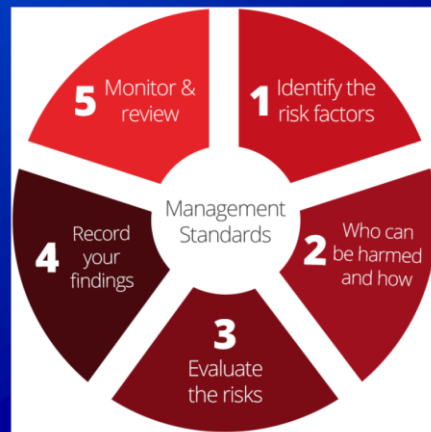 Management
Standards
1 Identify the
risk factors
2 Who can
be harmed
and how
3
Evaluate
the risks
4 Record
your
findings
5 Monitor &
review